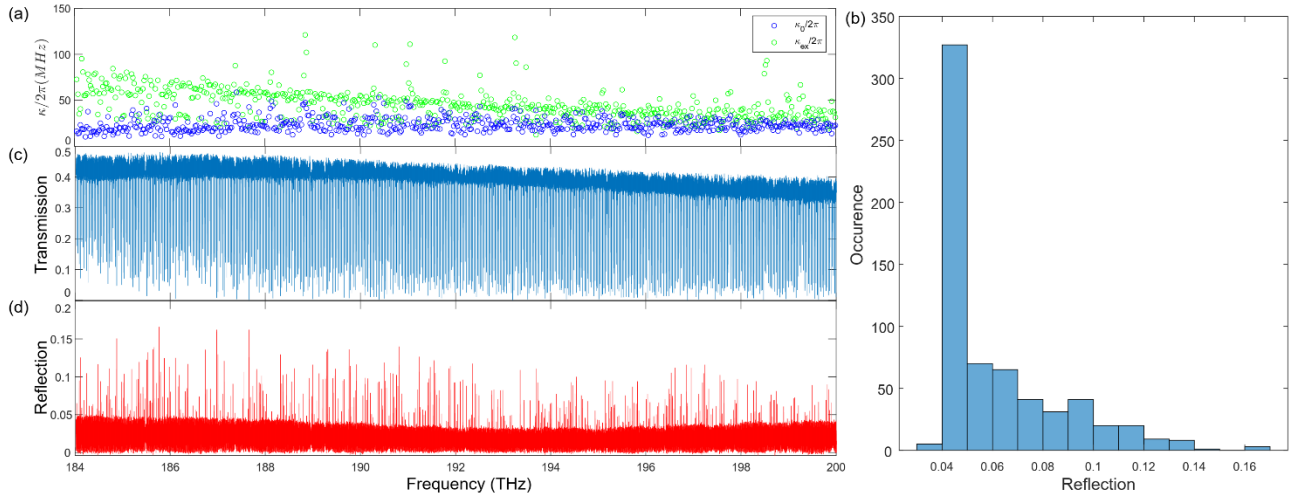 (a)
150
100
50
0
κ/2π(MHz)
κ0/2π
κex/2π
(c)
0.5
0.4
0.3
0.2
0.1
0
Transmission
(d)
0.2
0.15
0.1
0.05
0
Reflection
184 186 188 190 192 194 196 198 200
Frequency (THz)
(b)
350
300
250
200
150
100
50
0
Occurence
0.04 0.06 0.08 0.1 0.12 0.14 0.16
Reflection